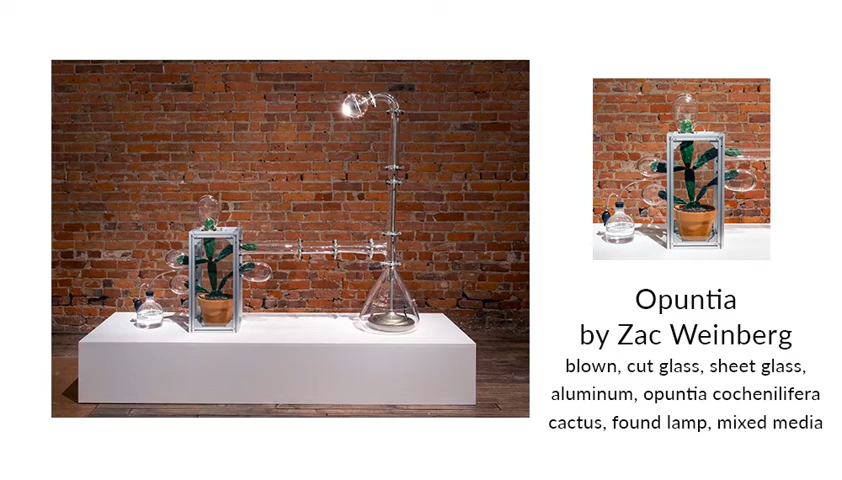 Opuntia
by Zac Weinberg
blown, cut glass, sheet glass,
aluminum, opuntia cochenilifera
cactus, found lamp, mixed media